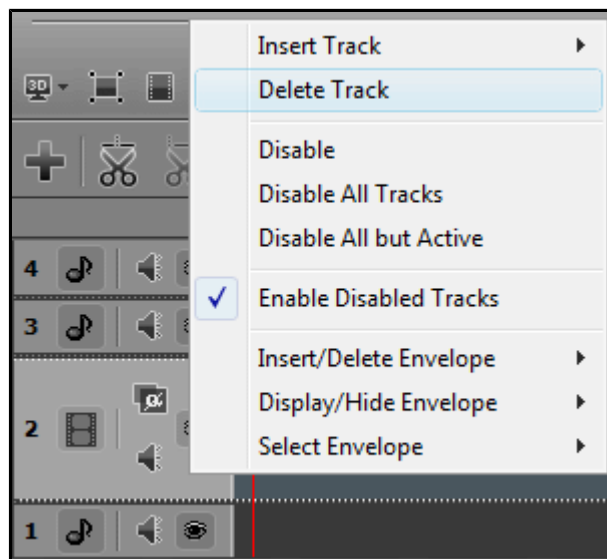 Insert Track
3D
Delete Track
Disable
Disable All Tracks
Disable All but Active
4
Enable Disabled Tracks
3
Insert/Delete Envelope
Display/Hide Envelope
2
Select Envelope
1